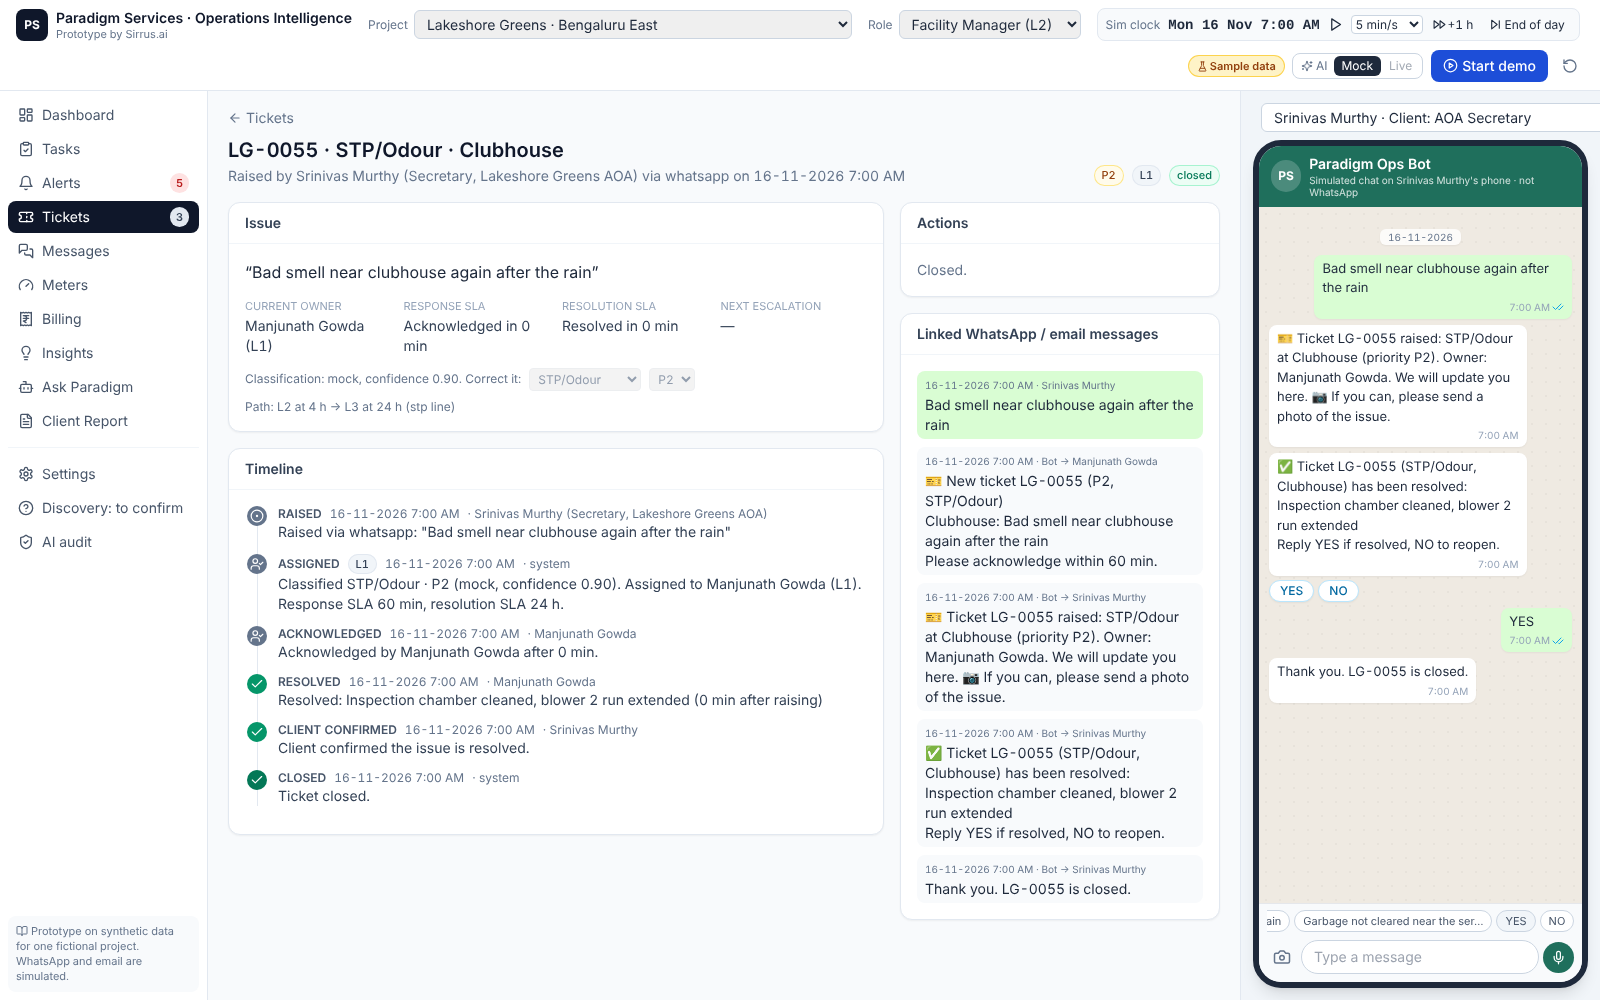 PS
Paradigm Services · Operations Intelligence
Prototype by Sirrus.ai
Project
Lakeshore Greens · Bengaluru East
Role
Facility Manager (L2)
Sim clock
Mon 16 Nov 7:00 AM
5 min/s
+1 h
End of day
Sample data
AI
Mock
Live
Start demo
Dashboard
Tasks
Alerts
5
Tickets
3
Messages
Meters
Billing
Insights
Ask Paradigm
Client Report
Settings
Discovery: to confirm
AI audit
Prototype on synthetic data
for one fictional project.
WhatsApp and email are
simulated.
← Tickets
LG-0055 · STP/Odour · Clubhouse
Raised by Srinivas Murthy (Secretary, Lakeshore Greens AOA) via whatsapp on 16-11-2026 7:00 AM
P2
L1
closed
Issue
“Bad smell near clubhouse again after the rain”
CURRENT OWNER
Manjunath Gowda
(L1)
RESPONSE SLA
Acknowledged in 0
min
RESOLUTION SLA
Resolved in 0 min
NEXT ESCALATION
—
Classification: mock, confidence 0.90. Correct it:
STP/Odour
P2
Path: L2 at 4 h → L3 at 24 h (stp line)
Timeline
RAISED 16-11-2026 7:00 AM · Srinivas Murthy (Secretary, Lakeshore Greens AOA)
Raised via whatsapp: "Bad smell near clubhouse again after the rain"
ASSIGNED L1 16-11-2026 7:00 AM · system
Classified STP/Odour · P2 (mock, confidence 0.90). Assigned to Manjunath Gowda (L1).
Response SLA 60 min, resolution SLA 24 h.
ACKNOWLEDGED 16-11-2026 7:00 AM · Manjunath Gowda
Acknowledged by Manjunath Gowda after 0 min.
RESOLVED 16-11-2026 7:00 AM · Manjunath Gowda
Resolved: Inspection chamber cleaned, blower 2 run extended (0 min after raising)
CLIENT CONFIRMED 16-11-2026 7:00 AM · Srinivas Murthy
Client confirmed the issue is resolved.
CLOSED 16-11-2026 7:00 AM · system
Ticket closed.
Actions
Closed.
Linked WhatsApp / email messages
16-11-2026 7:00 AM · Srinivas Murthy
Bad smell near clubhouse again after the
rain
16-11-2026 7:00 AM · Bot → Manjunath Gowda
🎫 New ticket LG-0055 (P2,
STP/Odour)
Clubhouse: Bad smell near clubhouse
again after the rain
Please acknowledge within 60 min.
16-11-2026 7:00 AM · Bot → Srinivas Murthy
🎫 Ticket LG-0055 raised: STP/Odour
at Clubhouse (priority P2). Owner:
Manjunath Gowda. We will update you
here. 📷 If you can, please send a photo
of the issue.
16-11-2026 7:00 AM · Bot → Srinivas Murthy
✅ Ticket LG-0055 (STP/Odour,
Clubhouse) has been resolved:
Inspection chamber cleaned, blower 2
run extended
Reply YES if resolved, NO to reopen.
16-11-2026 7:00 AM · Bot → Srinivas Murthy
Thank you. LG-0055 is closed.
Srinivas Murthy · Client: AOA Secretary
PS
Paradigm Ops Bot
Simulated chat on Srinivas Murthy's phone · not
WhatsApp
16-11-2026
Bad smell near clubhouse again after
the rain
7:00 AM
🎫 Ticket LG-0055 raised: STP/Odour
at Clubhouse (priority P2). Owner:
Manjunath Gowda. We will update you
here. 📷 If you can, please send a
photo of the issue.
7:00 AM
✅ Ticket LG-0055 (STP/Odour,
Clubhouse) has been resolved:
Inspection chamber cleaned, blower 2
run extended
Reply YES if resolved, NO to reopen.
7:00 AM
YES
NO
YES
7:00 AM
Thank you. LG-0055 is closed.
7:00 AM
ain
Garbage not cleared near the ser...
YES
NO
Type a message